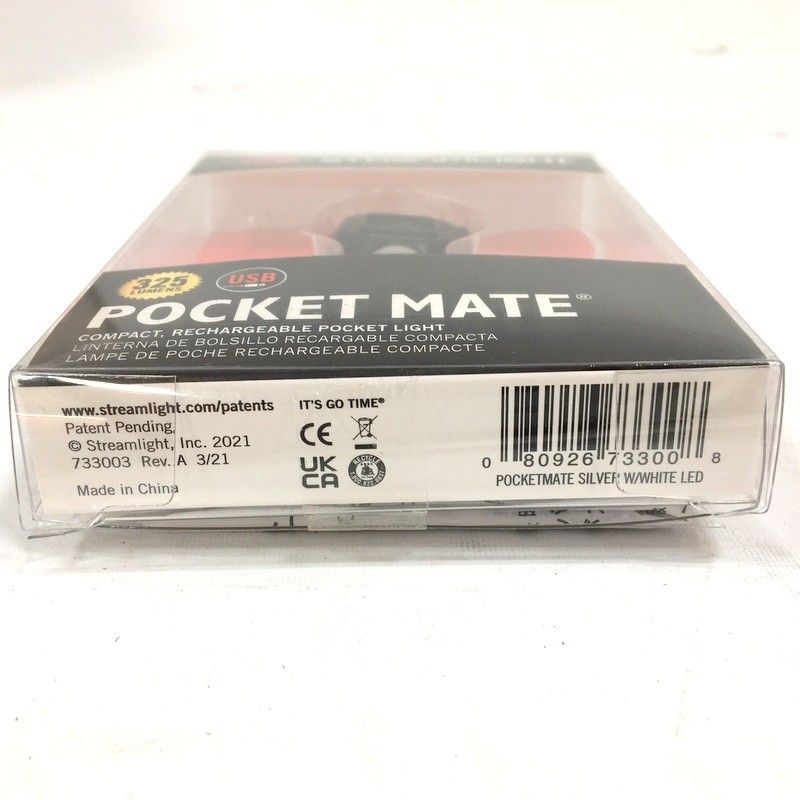 325
LUMENS
USB
POCKET MATE®
COMPACT, RECHARGEABLE POCKET LIGHT
LINTERNA DE BOLSILLO RECARGABLE COMPACTA
LAMPE DE POCHE RECHARGEABLE COMPACTE
www.streamlight.com/patents
Patent Pending.
© Streamlight, Inc. 2021
733003 Rev. A 3/21
Made in China
IT'S GO TIME®
CE
UK
CA
RECYCLE
0 80926 73300 8
POCKETMATE SILVER W/WHITE LED